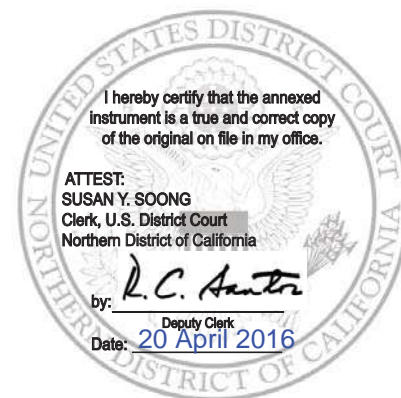 UNITED STATES DISTRICT COURT
I hereby certify that the annexed
instrument is a true and correct copy
of the original on file in my office.
ATTEST:
SUSAN Y. SOONG
Clerk, U.S. District Court
Northern District of California
by: R. C. Santos
Deputy Clerk
Date: 20 April 2016
NORTHERN DISTRICT OF CALIFORNIA